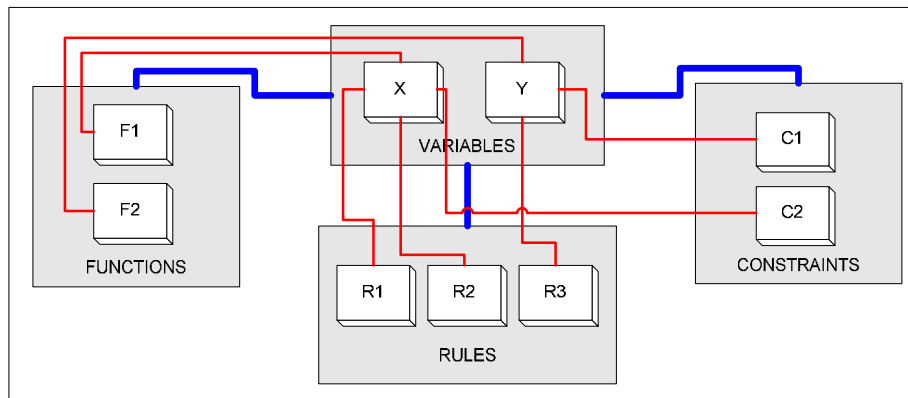 X
Y
VARIABLES
F1
F2
FUNCTIONS
C1
C2
CONSTRAINTS
R1
R2
R3
RULES